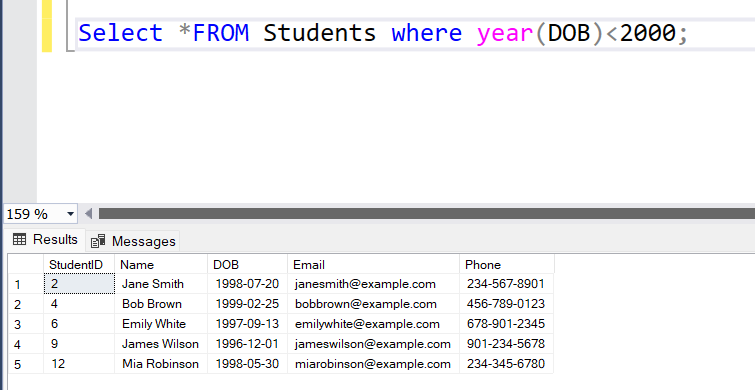 Select *FROM Students where year(DOB)<2000;
159 %
Results Messages
StudentID Name DOB Email Phone
1 2 Jane Smith 1998-07-20 janesmith@example.com 234-567-8901
2 4 Bob Brown 1999-02-25 bobbrown@example.com 456-789-0123
3 6 Emily White 1997-09-13 emilywhite@example.com 678-901-2345
4 9 James Wilson 1996-12-01 jameswilson@example.com 901-234-5678
5 12 Mia Robinson 1998-05-30 miarobinson@example.com 234-345-6780